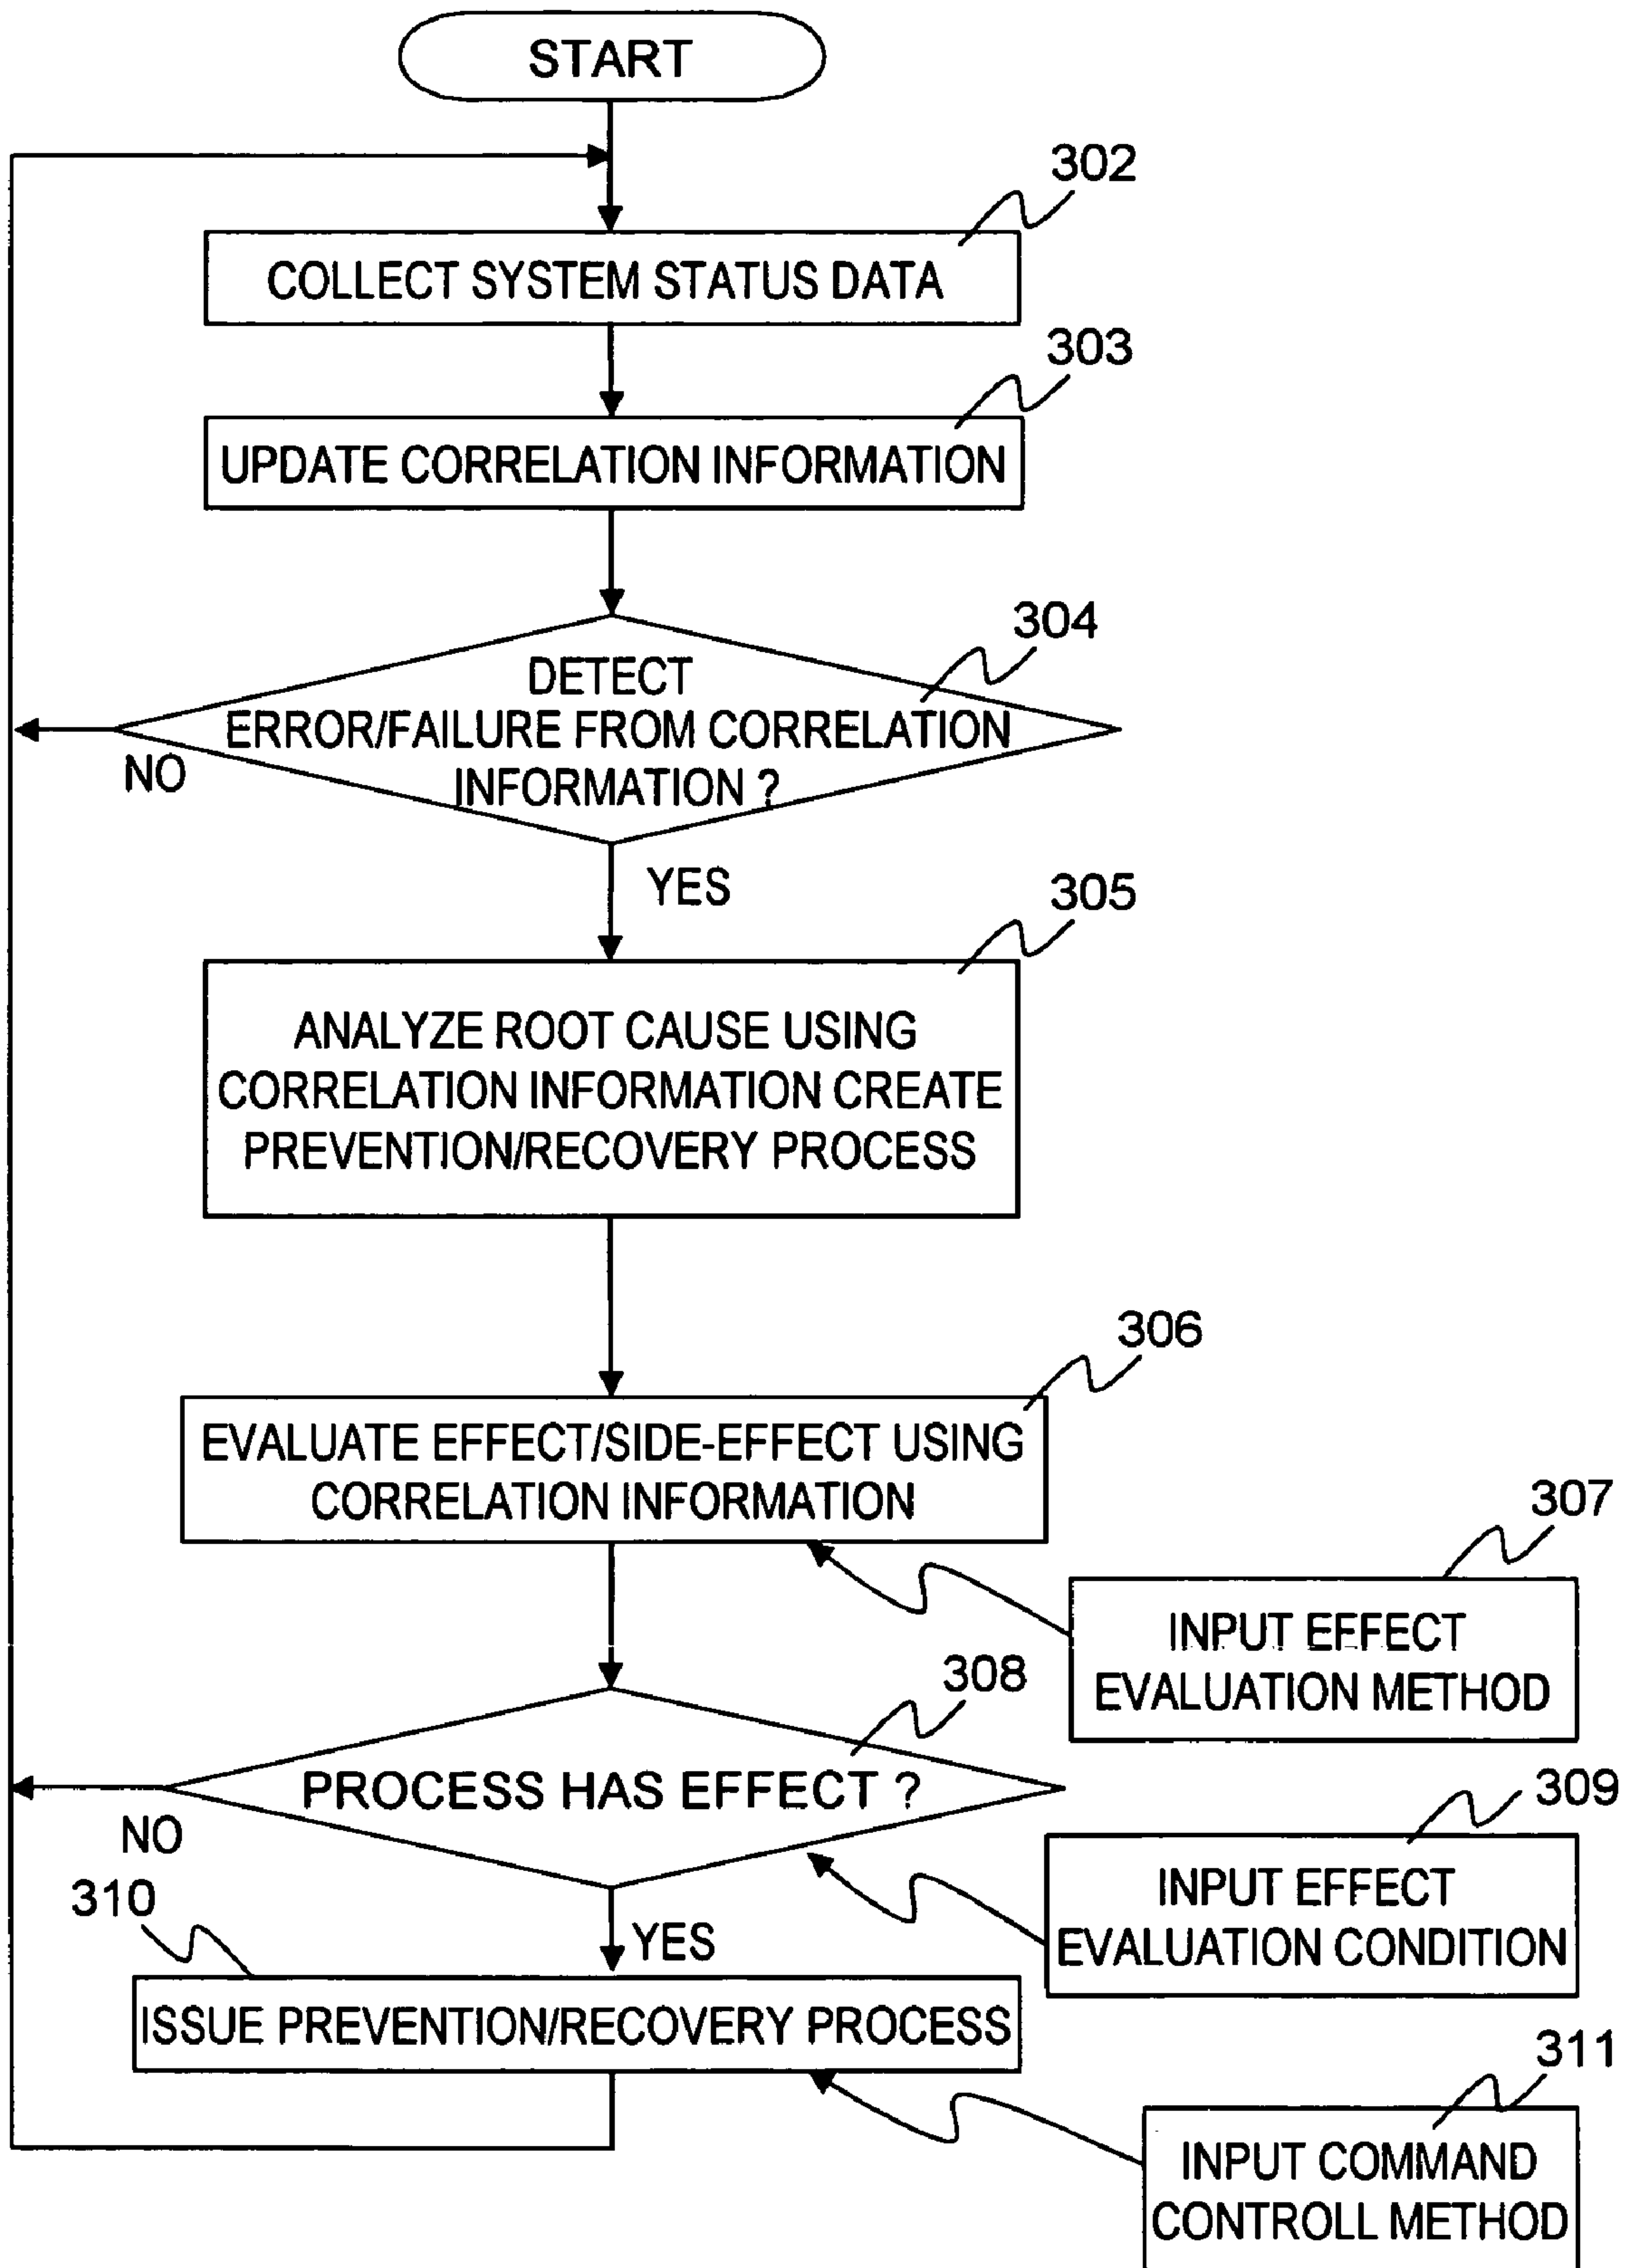 START
302
COLLECT SYSTEM STATUS DATA
303
UPDATE CORRELATION INFORMATION
304
DETECT
ERROR/FAILURE FROM CORRELATION
INFORMATION ?
NO
YES
305
ANALYZE ROOT CAUSE USING
CORRELATION INFORMATION CREATE
PREVENTION/RECOVERY PROCESS
306
EVALUATE EFFECT/SIDE-EFFECT USING
CORRELATION INFORMATION
307
INPUT EFFECT
EVALUATION METHOD
308
PROCESS HAS EFFECT ?
NO
309
INPUT EFFECT
EVALUATION CONDITION
310
YES
ISSUE PREVENTION/RECOVERY PROCESS
311
INPUT COMMAND
CONTROLL METHOD